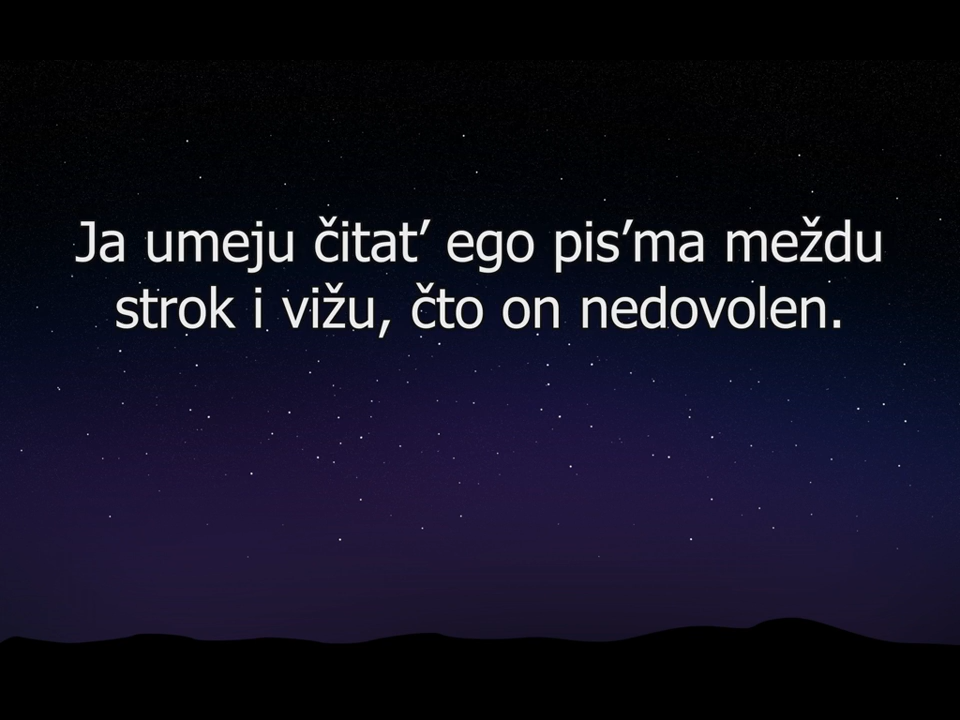 Ja umeju čitat’ ego pis’ma meždu
strok i vižu, čto on nedovolen.